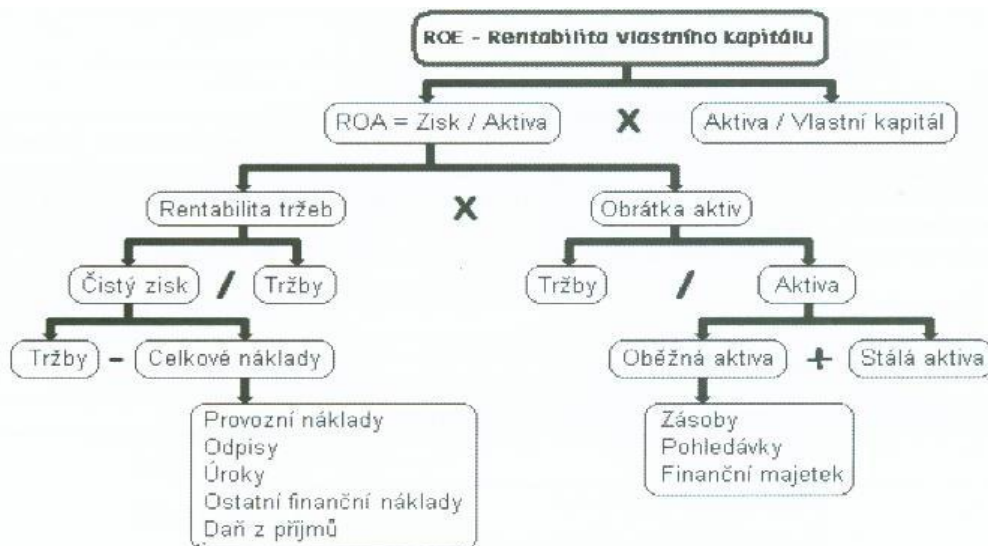 ROE - Rentabilita vlastního kapitálu
ROA = Zisk / Aktiva X Aktiva / Vlastní kapitál
Rentabilita tržeb X Obrátka aktiv
Čistý zisk / Tržby Tržby / Aktiva
Tržby - Celkové náklady Oběžná aktiva + Stálá aktiva
Provozní náklady
Odpisy
Úroky
Ostatní finanční náklady
Daň z příjmů
Zásoby
Pohledávky
Finanční majetek